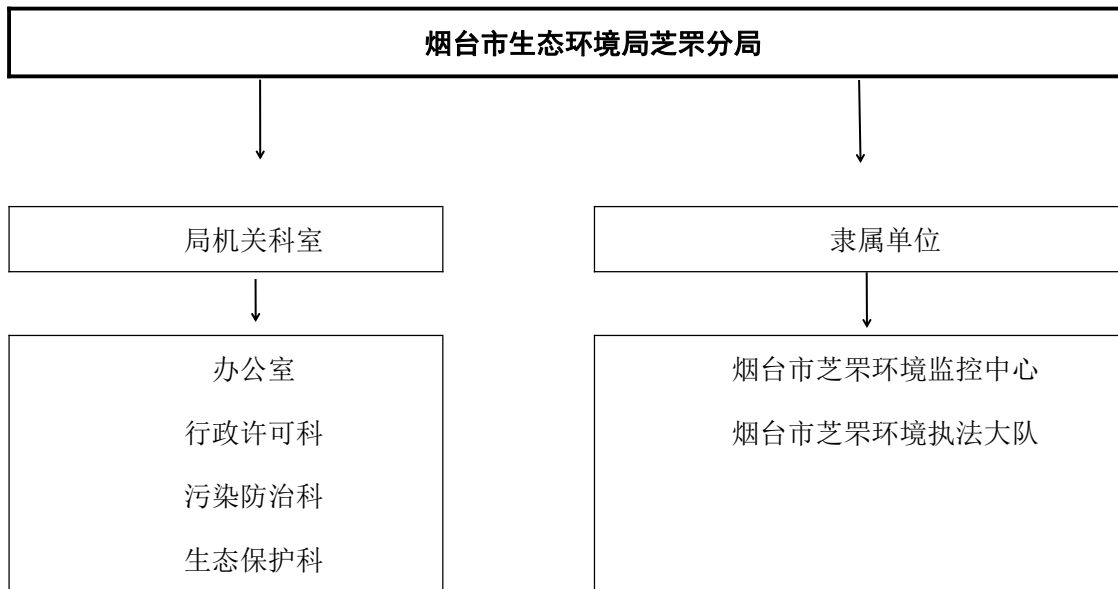 烟台市生态环境局芝罘分局
局机关科室
隶属单位
办公室
行政许可科
污染防治科
生态保护科
烟台市芝罘环境监控中心
烟台市芝罘环境执法大队